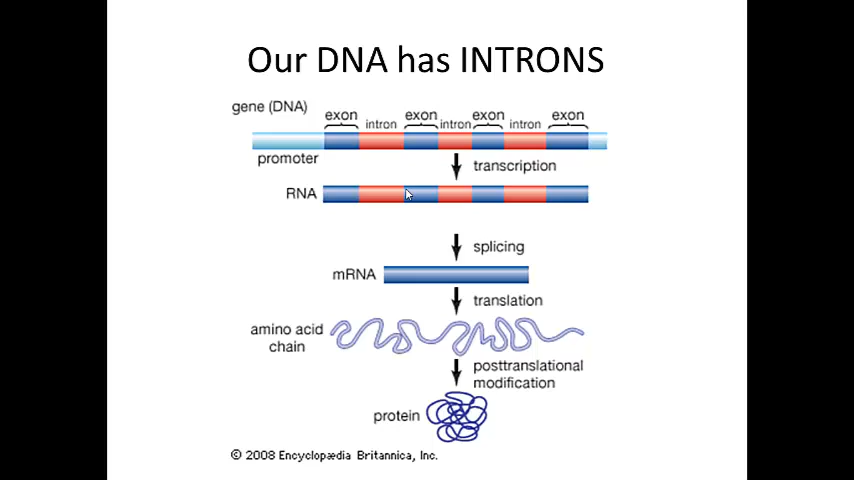 Our DNA has INTRONS
gene (DNA)
exon intron exon intron exon intron exon
promoter
transcription
RNA
splicing
mRNA
translation
amino acid
chain
posttranslational
modification
protein
© 2008 Encyclopædia Britannica, Inc.